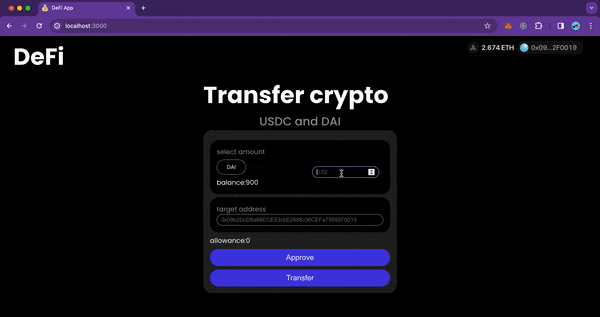 DeFi App
localhost:3000
DeFi
2.674 ETH
0x09...2F0019
Transfer crypto
USDC and DAI
select amount
DAI
0.02
balance:900
target address
allowance:0
Approve
Transfer